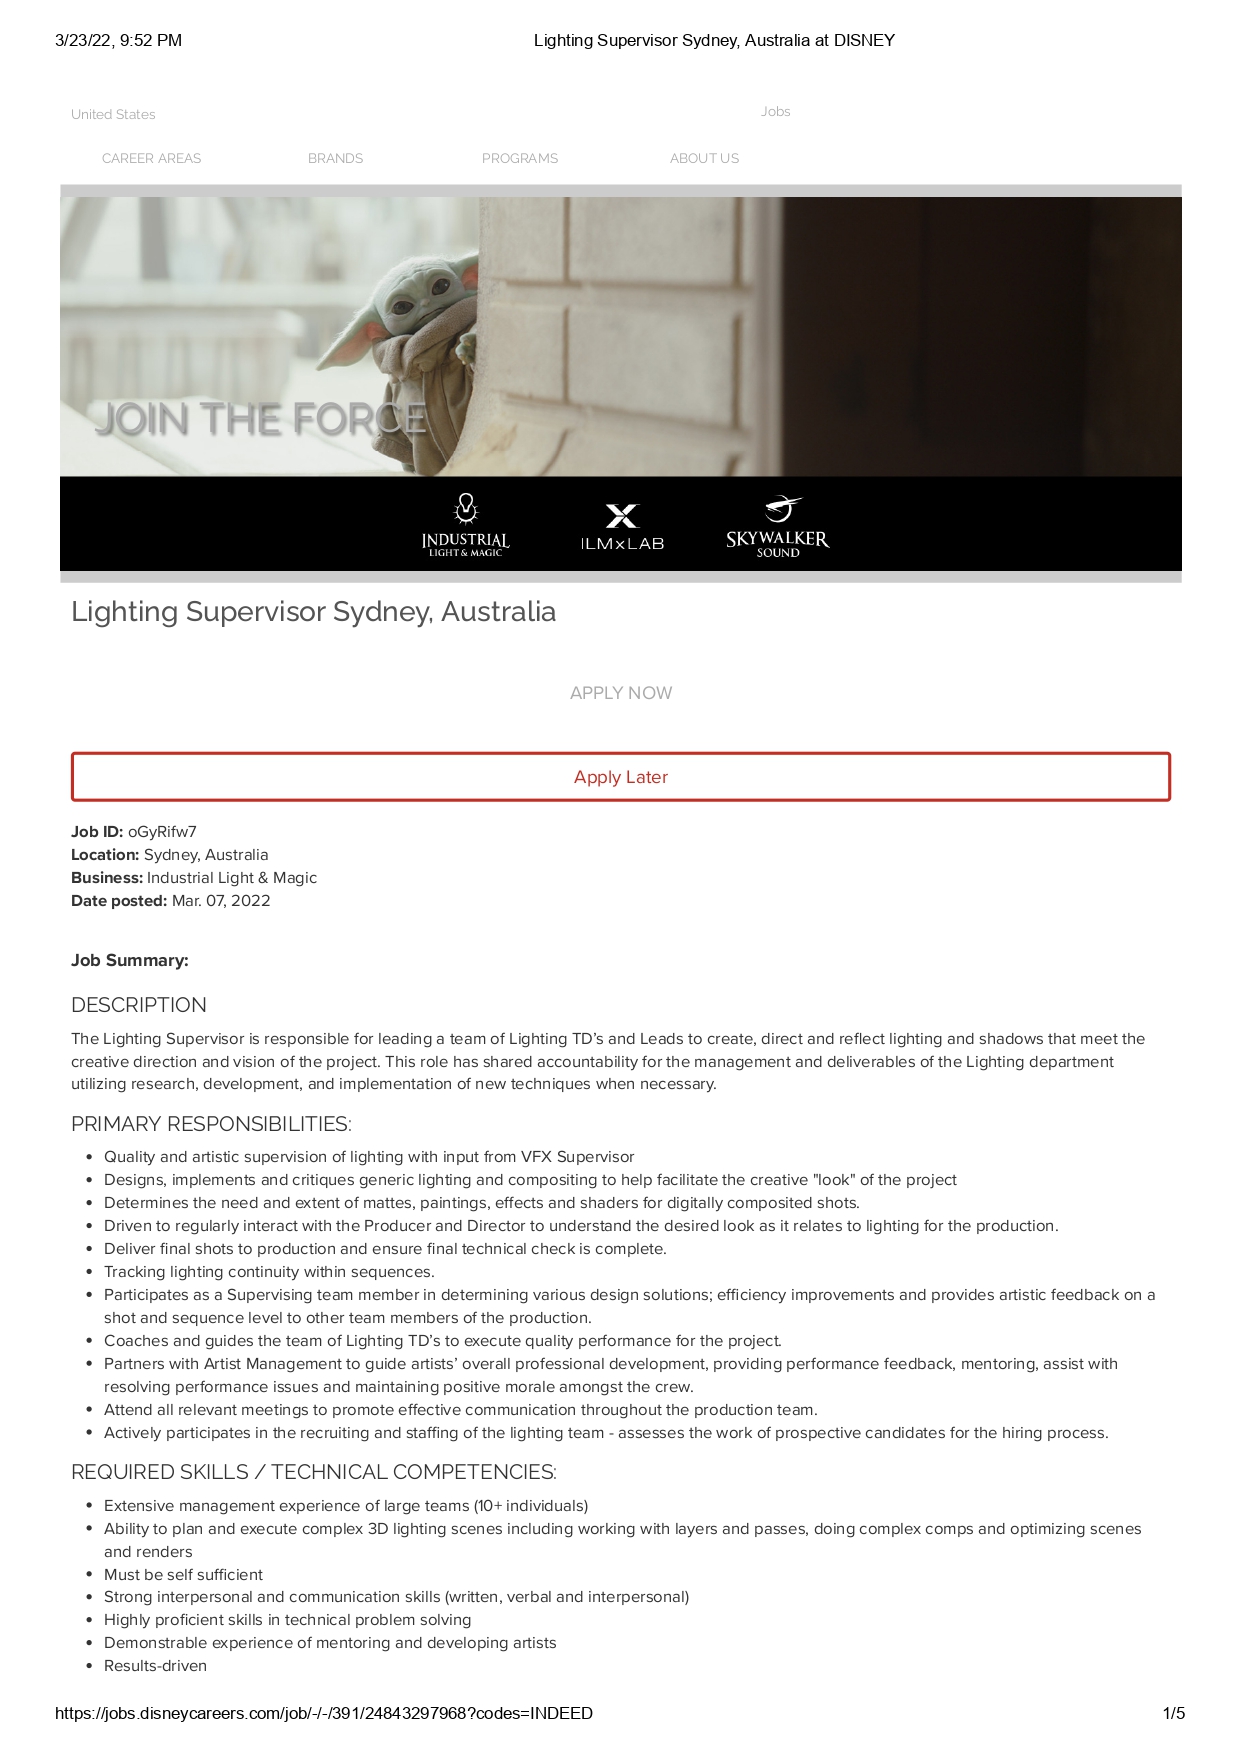 3/23/22, 9:52 PM
Lighting Supervisor Sydney, Australia at DISNEY
United States
Jobs
CAREER AREAS
BRANDS
PROGRAMS
ABOUT US
JOIN THE FORCE
INDUSTRIAL
LIGHT & MAGIC
ILMxLAB
SKYWALKER
SOUND
Lighting Supervisor Sydney, Australia
APPLY NOW
Apply Later
Job ID: oGyRifw7
Location: Sydney, Australia
Business: Industrial Light & Magic
Date posted: Mar. 07, 2022
Job Summary:
DESCRIPTION
The Lighting Supervisor is responsible for leading a team of Lighting TD’s and Leads to create, direct and reflect lighting and shadows that meet the
creative direction and vision of the project. This role has shared accountability for the management and deliverables of the Lighting department
utilizing research, development, and implementation of new techniques when necessary.
PRIMARY RESPONSIBILITIES:
• Quality and artistic supervision of lighting with input from VFX Supervisor
• Designs, implements and critiques generic lighting and compositing to help facilitate the creative "look" of the project
• Determines the need and extent of mattes, paintings, effects and shaders for digitally composited shots.
• Driven to regularly interact with the Producer and Director to understand the desired look as it relates to lighting for the production.
• Deliver final shots to production and ensure final technical check is complete.
• Tracking lighting continuity within sequences.
• Participates as a Supervising team member in determining various design solutions; efficiency improvements and provides artistic feedback on a
shot and sequence level to other team members of the production.
• Coaches and guides the team of Lighting TD’s to execute quality performance for the project.
• Partners with Artist Management to guide artists’ overall professional development, providing performance feedback, mentoring, assist with
resolving performance issues and maintaining positive morale amongst the crew.
• Attend all relevant meetings to promote effective communication throughout the production team.
• Actively participates in the recruiting and staffing of the lighting team - assesses the work of prospective candidates for the hiring process.
REQUIRED SKILLS / TECHNICAL COMPETENCIES:
• Extensive management experience of large teams (10+ individuals)
• Ability to plan and execute complex 3D lighting scenes including working with layers and passes, doing complex comps and optimizing scenes
and renders
• Must be self sufficient
• Strong interpersonal and communication skills (written, verbal and interpersonal)
• Highly proficient skills in technical problem solving
• Demonstrable experience of mentoring and developing artists
• Results-driven
https://jobs.disneycareers.com/job/-/-/391/24843297968?codes=INDEED
1/5